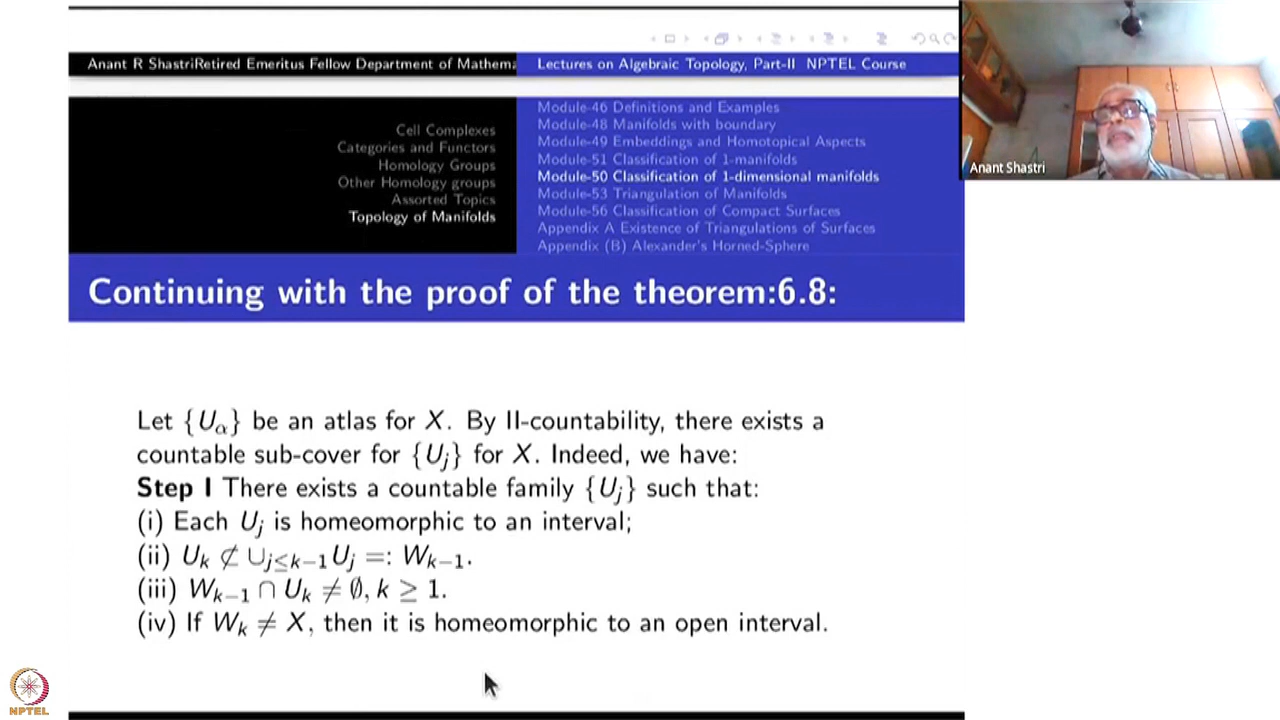 Anant R ShastriRetired Emeritus Fellow Department of Mathema
Lectures on Algebraic Topology, Part-II NPTEL Course
Cell Complexes
Categories and Functors
Homology Groups
Other Homology groups
Assorted Topics
Topology of Manifolds
Module-46 Definitions and Examples
Module-48 Manifolds with boundary
Module-49 Embeddings and Homotopical Aspects
Module-51 Classification of 1-manifolds
Module-50 Classification of 1-dimensional manifolds
Module-53 Triangulation of Manifolds
Module-56 Classification of Compact Surfaces
Appendix A Existence of Triangulations of Surfaces
Appendix (B) Alexander's Horned-Sphere
Anant Shastri
Continuing with the proof of the theorem:6.8:
Let {U_α} be an atlas for X. By II-countability, there exists a
countable sub-cover for {U_j} for X. Indeed, we have:
Step I There exists a countable family {U_j} such that:
(i) Each U_j is homeomorphic to an interval;
(ii) U_k ⊄ ∪_{j≤k−1} U_j =: W_{k−1}.
(iii) W_{k−1} ∩ U_k ≠ ∅, k ≥ 1.
(iv) If W_k ≠ X, then it is homeomorphic to an open interval.
NPTEL